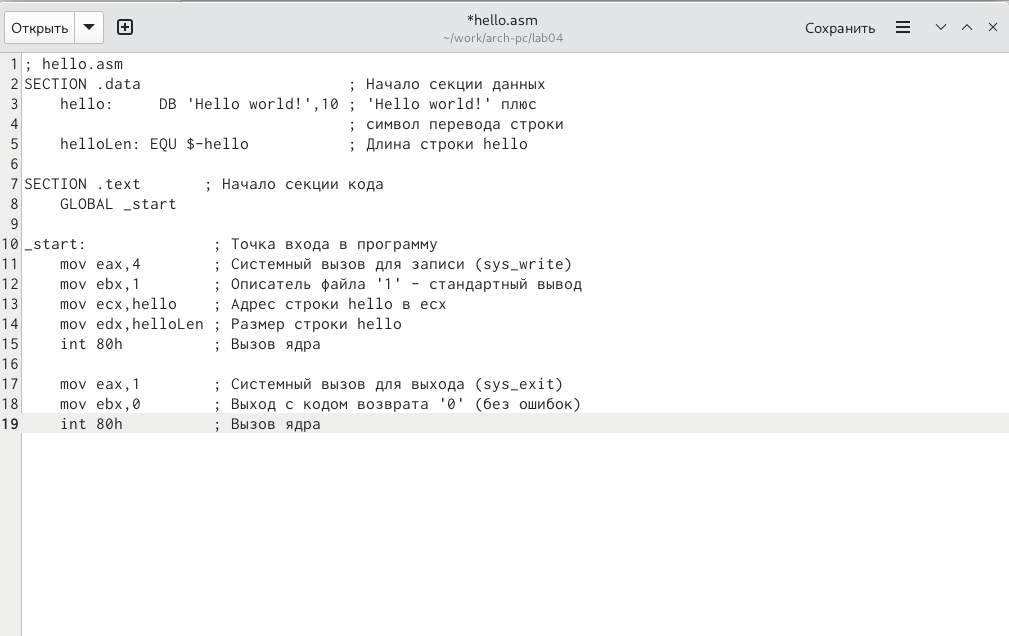 Открыть
*hello.asm
~/work/arch-pc/lab04
Сохранить
1 ; hello.asm
2 SECTION .data                       ; Начало секции данных
3     hello:     DB 'Hello world!',10 ; 'Hello world!' плюс
4                                     ; символ перевода строки
5     helloLen: EQU $-hello           ; Длина строки hello
6
7 SECTION .text       ; Начало секции кода
8     GLOBAL _start
9
10 _start:              ; Точка входа в программу
11     mov eax,4        ; Системный вызов для записи (sys_write)
12     mov ebx,1        ; Описатель файла '1' - стандартный вывод
13     mov ecx,hello    ; Адрес строки hello в ecx
14     mov edx,helloLen ; Размер строки hello
15     int 80h          ; Вызов ядра
16
17     mov eax,1        ; Системный вызов для выхода (sys_exit)
18     mov ebx,0        ; Выход с кодом возврата '0' (без ошибок)
19     int 80h          ; Вызов ядра